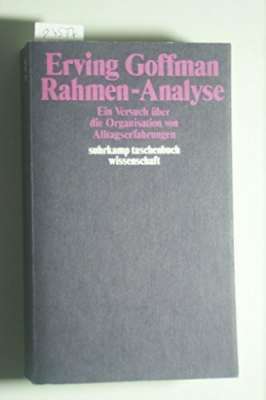 Erving Goffman
Rahmen-Analyse
Ein Versuch über
die Organisation von
Alltagserfahrungen
suhrkamp taschenbuch
wissenschaft